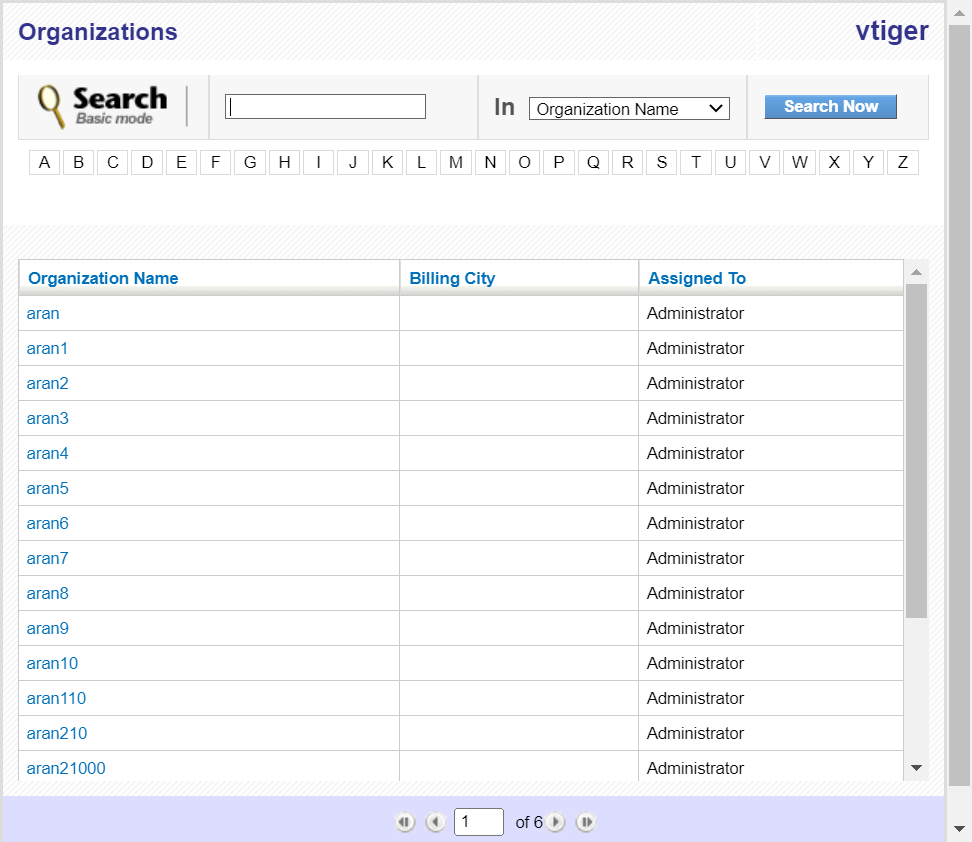 Organizations vtiger
Search
Basic mode
In Organization Name Search Now
A B C D E F G H I J K L M N O P Q R S T U V W X Y Z
Organization Name Billing City Assigned To
aran Administrator
aran1 Administrator
aran2 Administrator
aran3 Administrator
aran4 Administrator
aran5 Administrator
aran6 Administrator
aran7 Administrator
aran8 Administrator
aran9 Administrator
aran10 Administrator
aran110 Administrator
aran210 Administrator
aran21000 Administrator
1 of 6